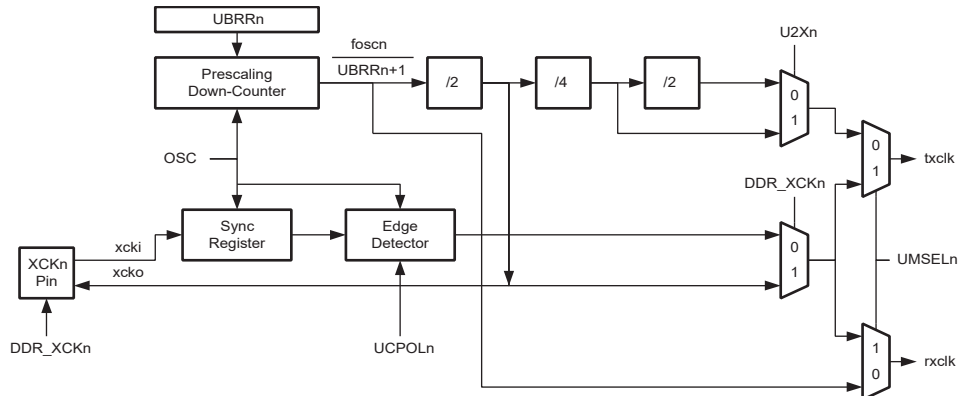 UBRRn
U2Xn
foscn
UBRRn+1
Prescaling
Down-Counter
/2
/4
/2
0
1
OSC
0
1
txclk
DDR_XCKn
Sync
Register
Edge
Detector
xcki
XCKn
Pin
xcko
0
1
UMSELn
DDR_XCKn
UCPOLn
1
0
rxclk